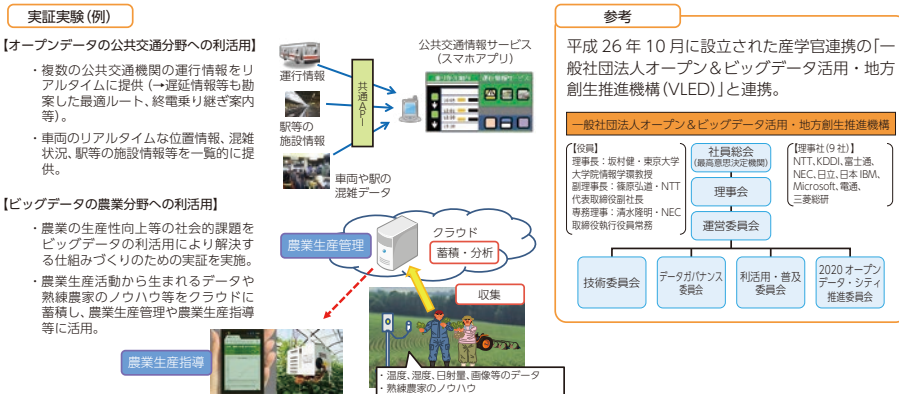 実証実験(例)
【オープンデータの公共交通分野への利活用】
・複数の公共交通機関の運行情報をリ
アルタイムに提供(→遅延情報等も勘
案した最適ルート、終電乗り継ぎ案内
等)。
・車両のリアルタイムな位置情報、混雑
状況、駅等の施設情報等を一覧的に提
供。
運行情報
駅等の
施設情報
車両や駅の
混雑データ
共通API
公共交通情報サービス
(スマホアプリ)
【ビッグデータの農業分野への利活用】
・農業の生産性向上等の社会的課題を
ビッグデータの利活用により解決す
る仕組みづくりのための実証を実施。
・農業生産活動から生まれるデータや
熟練農家のノウハウ等をクラウドに
蓄積し、農業生産管理や農業生産指導
等に活用。
農業生産管理
クラウド
蓄積・分析
収集
農業生産指導
・温度、湿度、日射量、画像等のデータ
・熟練農家のノウハウ
参考
平成26年10月に設立された産学官連携の「一
般社団法人オープン&ビッグデータ活用・地方
創生推進機構(VLED)」と連携。
一般社団法人オープン&ビッグデータ活用・地方創生推進機構
【役員】
理事長:坂村健・東京大学
大学院情報学環教授
副理事長:篠原弘道・NTT
代表取締役副社長
専務理事:清水隆明・NEC
取締役執行役員常務
社員総会
(最高意思決定機関)
理事会
運営委員会
【理事社(9社)】
NTT、KDDI、富士通、
NEC、日立、日本IBM、
Microsoft、電通、
三菱総研
技術委員会
データガバナンス
委員会
利活用・普及
委員会
2020オープン
データ・シティ
推進委員会